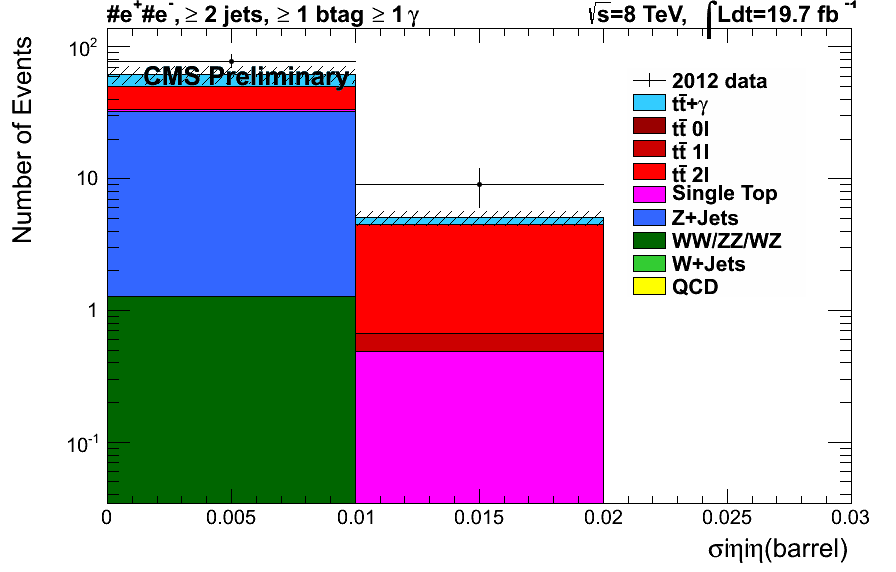 #e⁺#e⁻, ≥ 2 jets, ≥ 1 btag ≥ 1 γ
√s=8 TeV, ∫Ldt=19.7 fb⁻¹
Number of Events
CMS Preliminary
10²
10
1
10⁻¹
2012 data
tt̄+γ
tt̄ 0l
tt̄ 1l
tt̄ 2l
Single Top
Z+Jets
WW/ZZ/WZ
W+Jets
QCD
0 0.005 0.01 0.015 0.02 0.025 0.03
σiηiη(barrel)